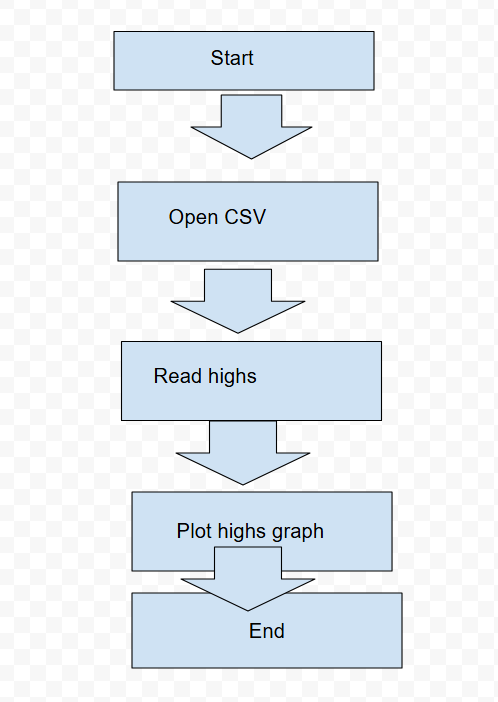 Start
Open CSV
Read highs
Plot highs graph
End